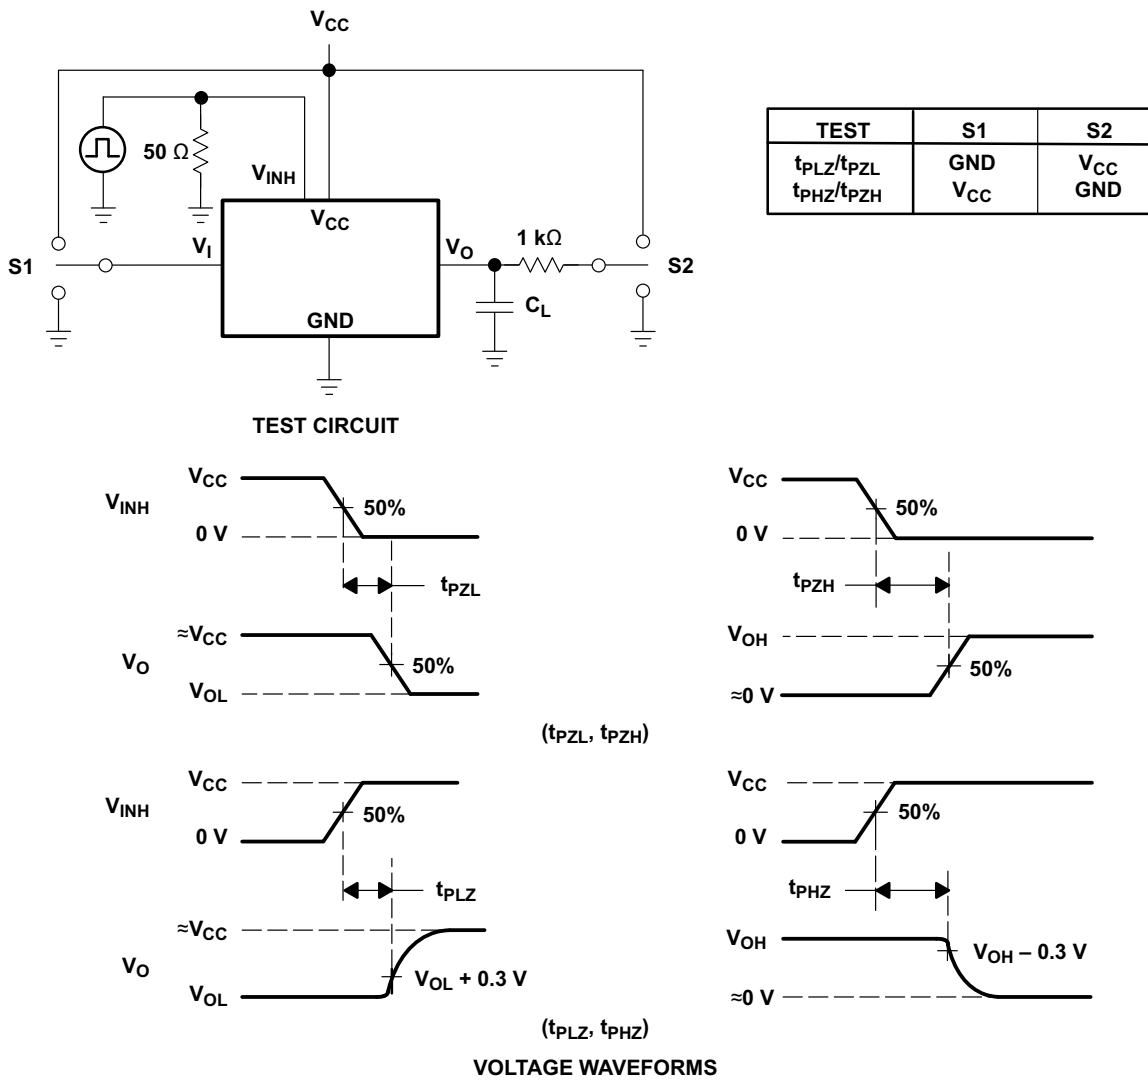 VCC
50 Ω
VINH
VCC
VI
VO
1 kΩ
S1
S2
CL
GND
TEST S1 S2
tPLZ/tPZL GND VCC
tPHZ/tPZH VCC GND
TEST CIRCUIT
VCC
VINH
50%
0 V
tPZL
≈VCC
VO
50%
VOL
VCC
50%
0 V
tPZH
VOH
50%
≈0 V
(tPZL, tPZH)
VCC
VINH
50%
0 V
tPLZ
≈VCC
VO
VOL + 0.3 V
VOL
VCC
50%
0 V
tPHZ
VOH
VOH – 0.3 V
≈0 V
(tPLZ, tPHZ)
VOLTAGE WAVEFORMS